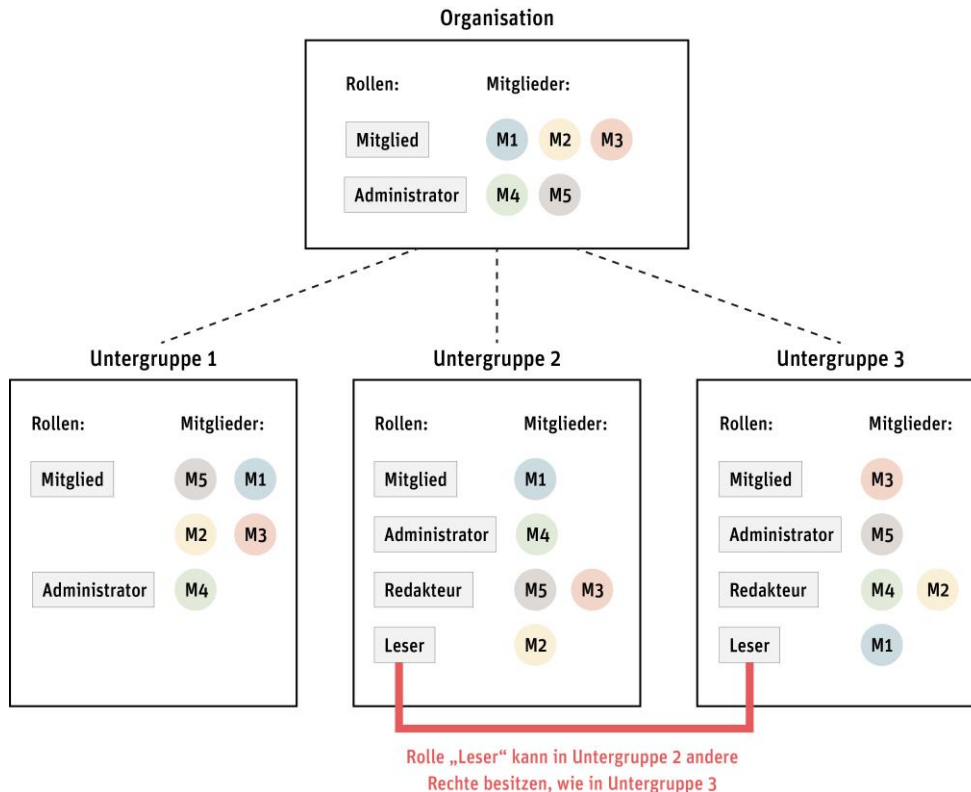 Organisation
Rollen: Mitglieder:
Mitglied M1 M2 M3
Administrator M4 M5
Untergruppe 1
Rollen: Mitglieder:
Mitglied M5 M1
M2 M3
Administrator M4
Untergruppe 2
Rollen: Mitglieder:
Mitglied M1
Administrator M4
Redakteur M5 M3
Leser M2
Untergruppe 3
Rollen: Mitglieder:
Mitglied M3
Administrator M5
Redakteur M4 M2
Leser M1
Rolle „Leser“ kann in Untergruppe 2 andere
Rechte besitzen, wie in Untergruppe 3